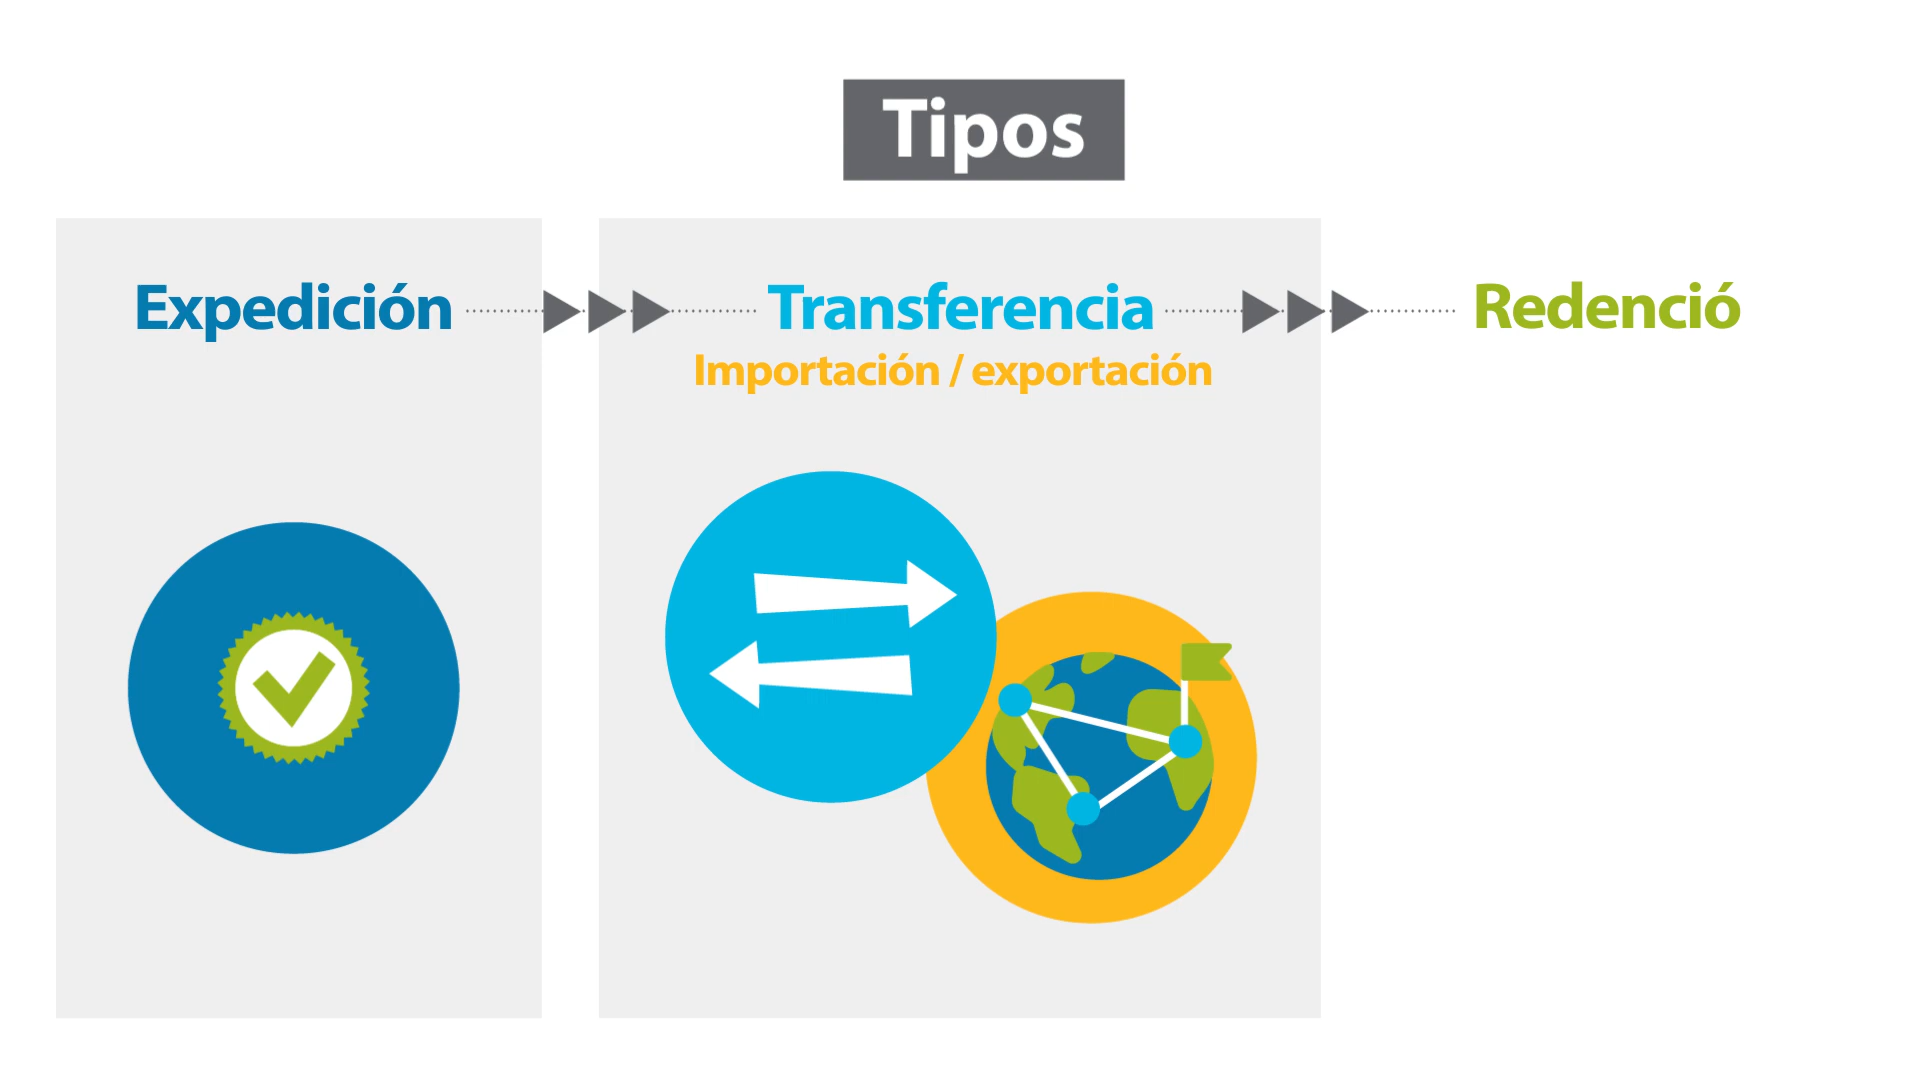 Tipos
Expedición
Transferencia
Redenció
Importación / exportación